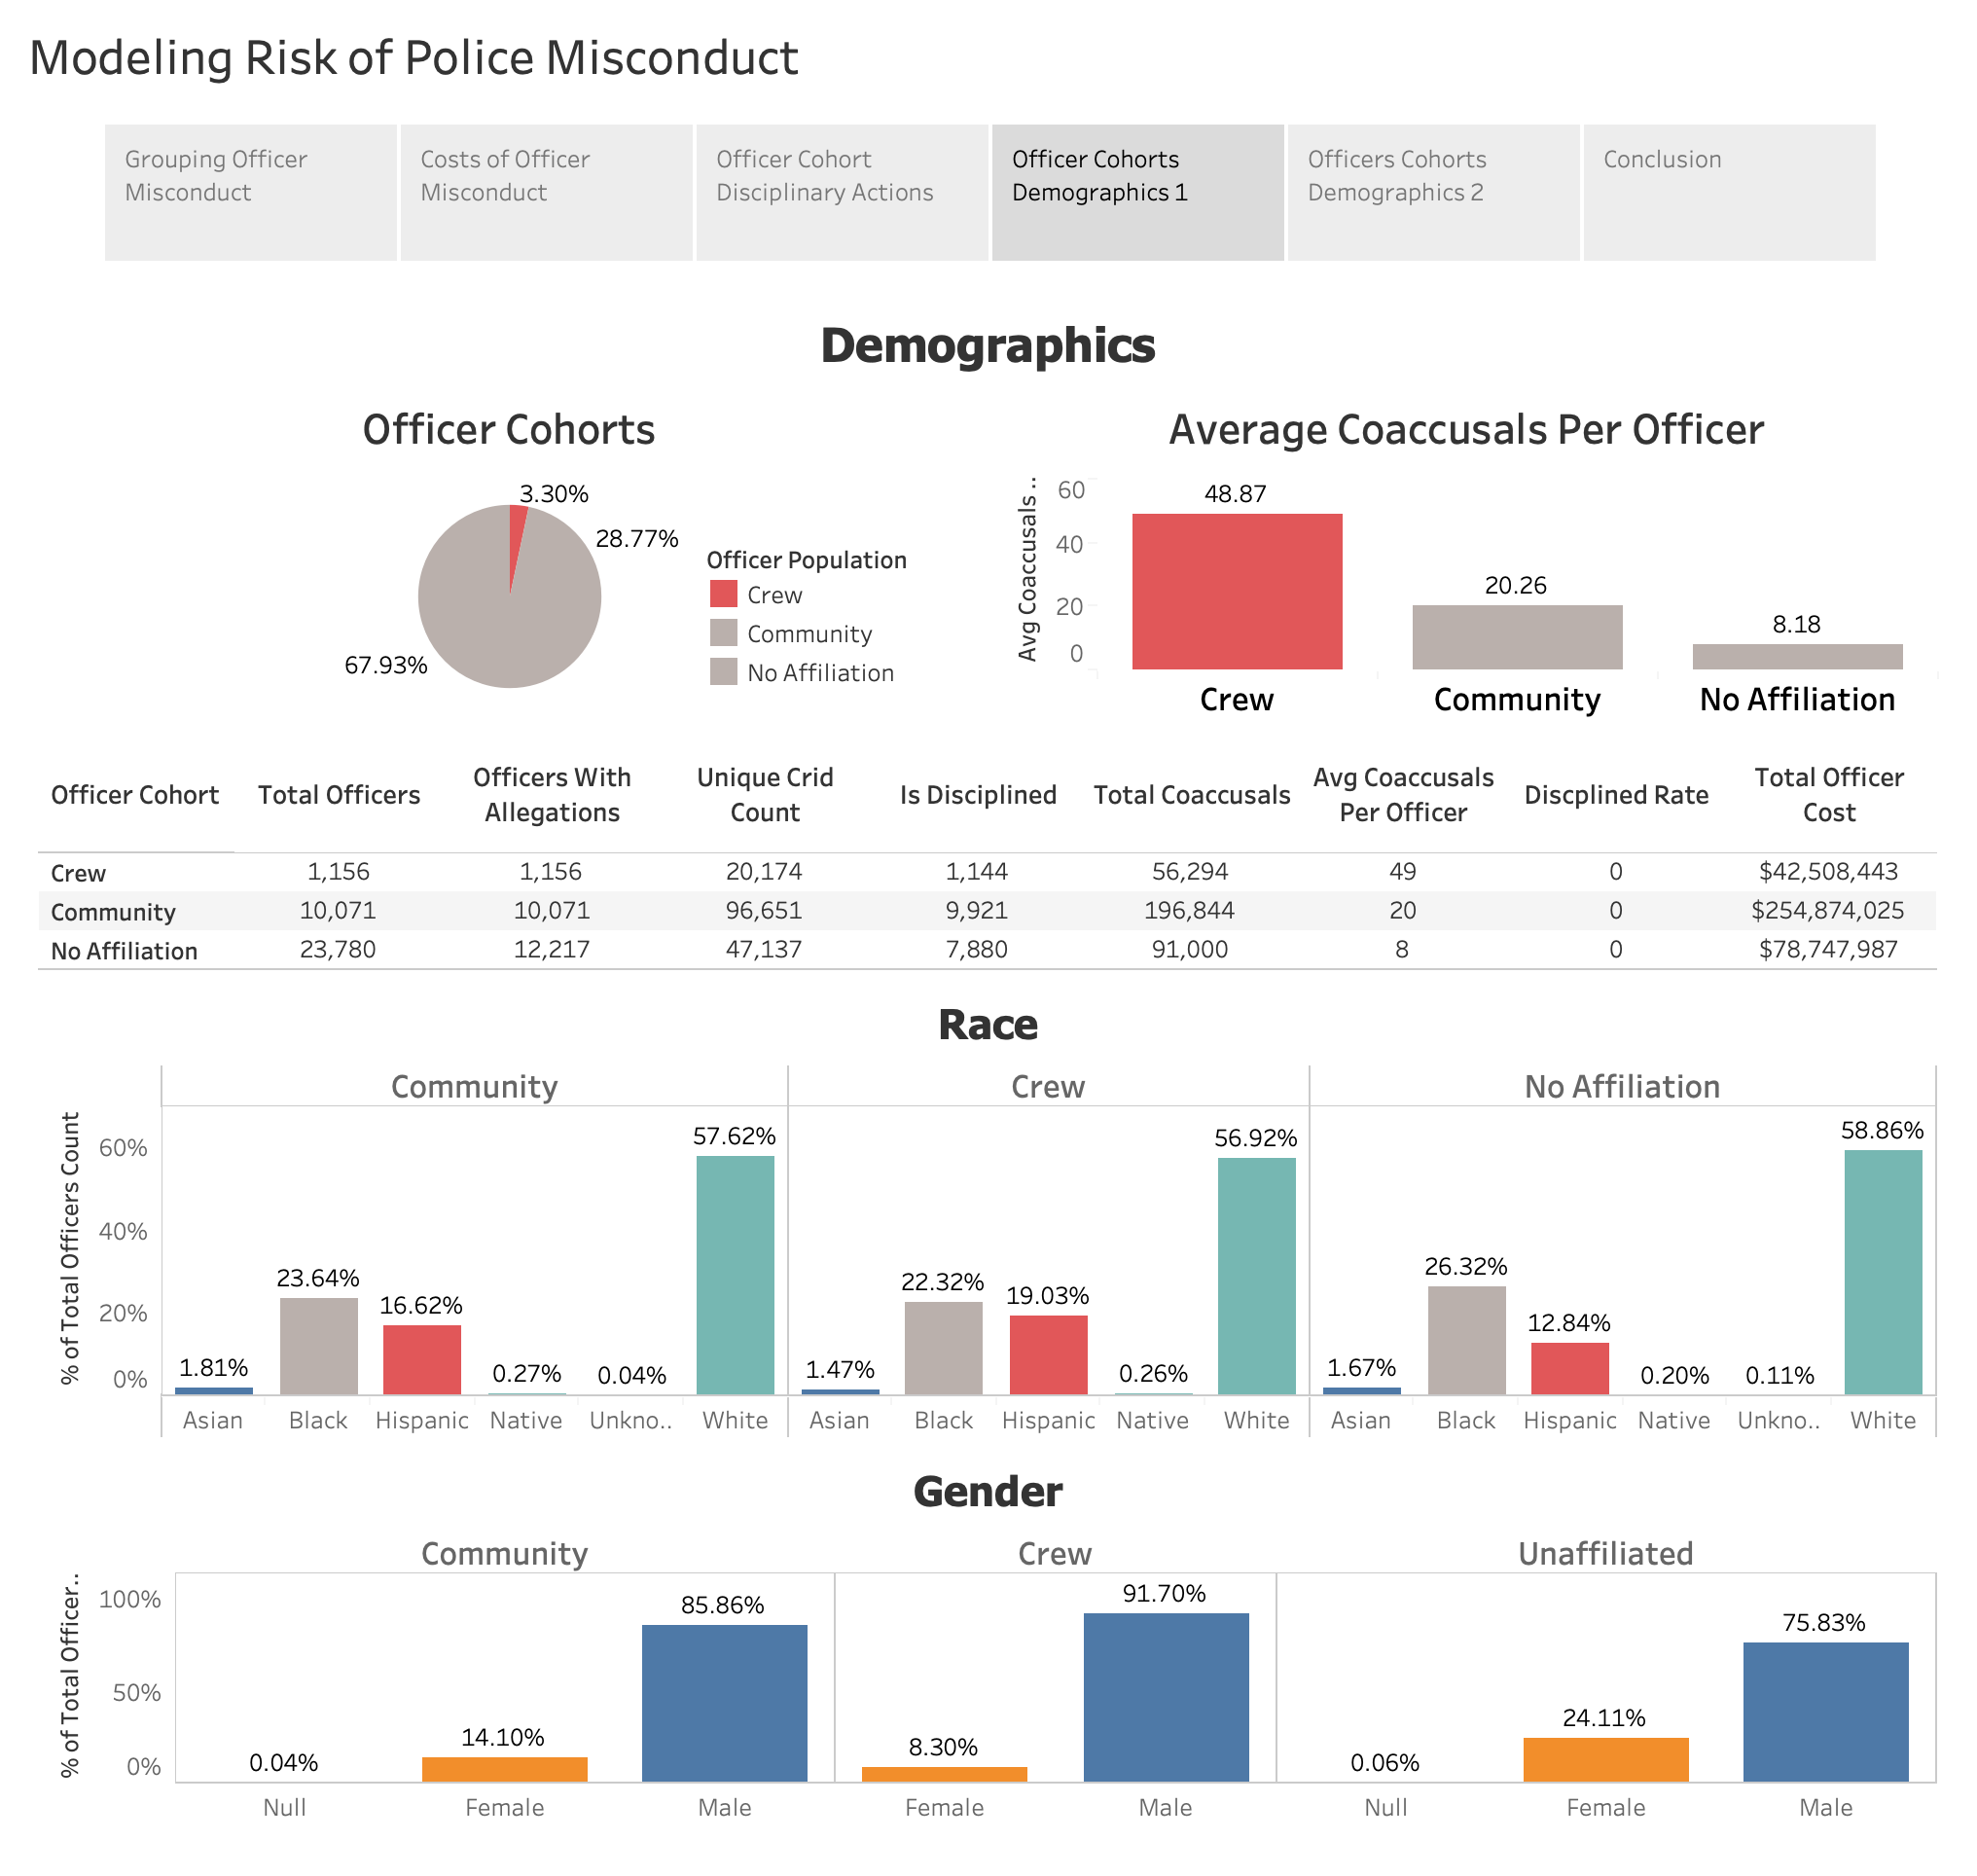 Modeling Risk of Police Misconduct
Grouping Officer
Misconduct
Costs of Officer
Misconduct
Officer Cohort
Disciplinary Actions
Officer Cohorts
Demographics 1
Officers Cohorts
Demographics 2
Conclusion
Demographics
Officer Cohorts
3.30%
28.77%
67.93%
Officer Population
Crew
Community
No Affiliation
Average Coaccusals Per Officer
Avg Coaccusals ..
60
40
20
0
48.87
20.26
8.18
Crew
Community
No Affiliation
Officer Cohort Total Officers Officers With Allegations Unique Crid Count Is Disciplined Total Coaccusals Avg Coaccusals Per Officer Discplined Rate Total Officer Cost
Crew 1,156 1,156 20,174 1,144 56,294 49 0 $42,508,443
Community 10,071 10,071 96,651 9,921 196,844 20 0 $254,874,025
No Affiliation 23,780 12,217 47,137 7,880 91,000 8 0 $78,747,987
Race
Community Crew No Affiliation
% of Total Officers Count
60%
40%
20%
0%
1.81% 23.64% 16.62% 0.27% 0.04% 57.62%
1.47% 22.32% 19.03% 0.26% 56.92%
1.67% 26.32% 12.84% 0.20% 0.11% 58.86%
Asian Black Hispanic Native Unkno.. White Asian Black Hispanic Native White Asian Black Hispanic Native Unkno.. White
Gender
Community Crew Unaffiliated
% of Total Officer..
100%
50%
0%
0.04% 14.10% 85.86%
8.30% 91.70%
0.06% 24.11% 75.83%
Null Female Male Female Male Null Female Male